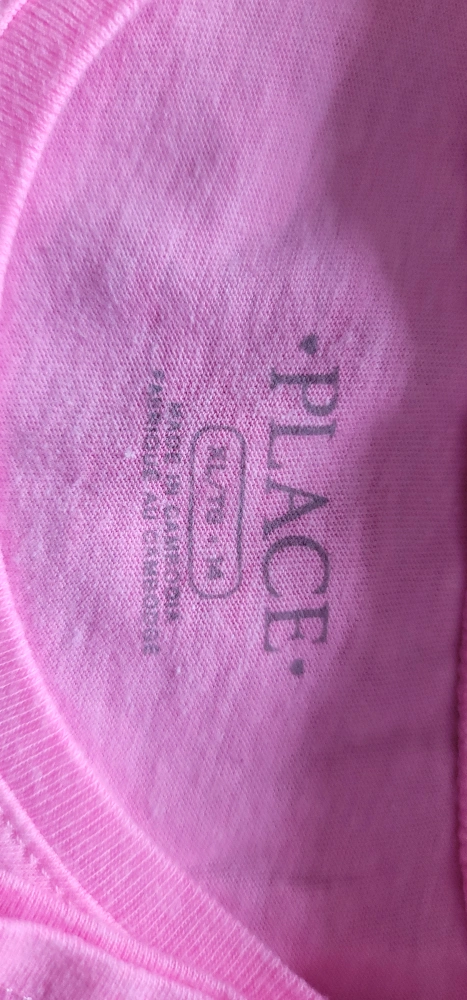 PLACE
XL/TG • 14
MADE IN CAMBODIA
FABRIQUÉ AU CAMBODGE